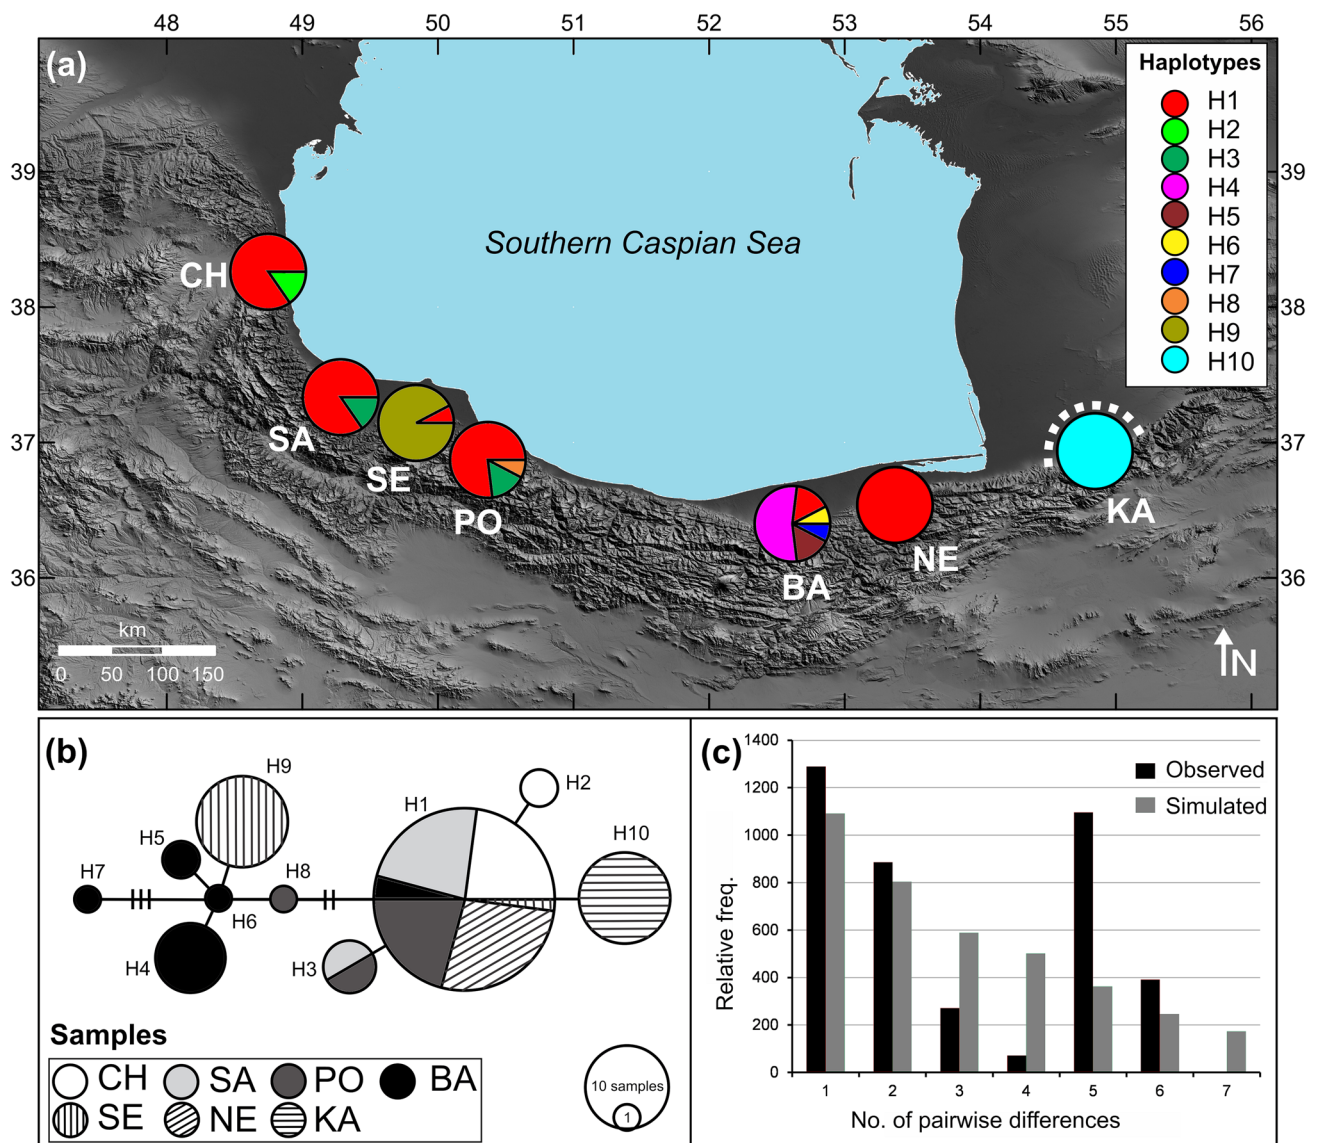 48 49 50 51 52 53 54 55 56
(a)
Haplotypes
H1
H2
H3
H4
H5
H6
H7
H8
H9
H10
39 39
38 38
37 37
36 36
Southern Caspian Sea
CH
SA
SE
PO
BA
NE
KA
km
0 50 100 150
N
(b)
H9
H2
H1
H5
H10
H7
H8
H6
H4
H3
Samples
CH SA PO BA
SE NE KA
10 samples
1
(c)
1400
1200
1000
800
600
400
200
0
Relative freq.
Observed
Simulated
1 2 3 4 5 6 7
No. of pairwise differences